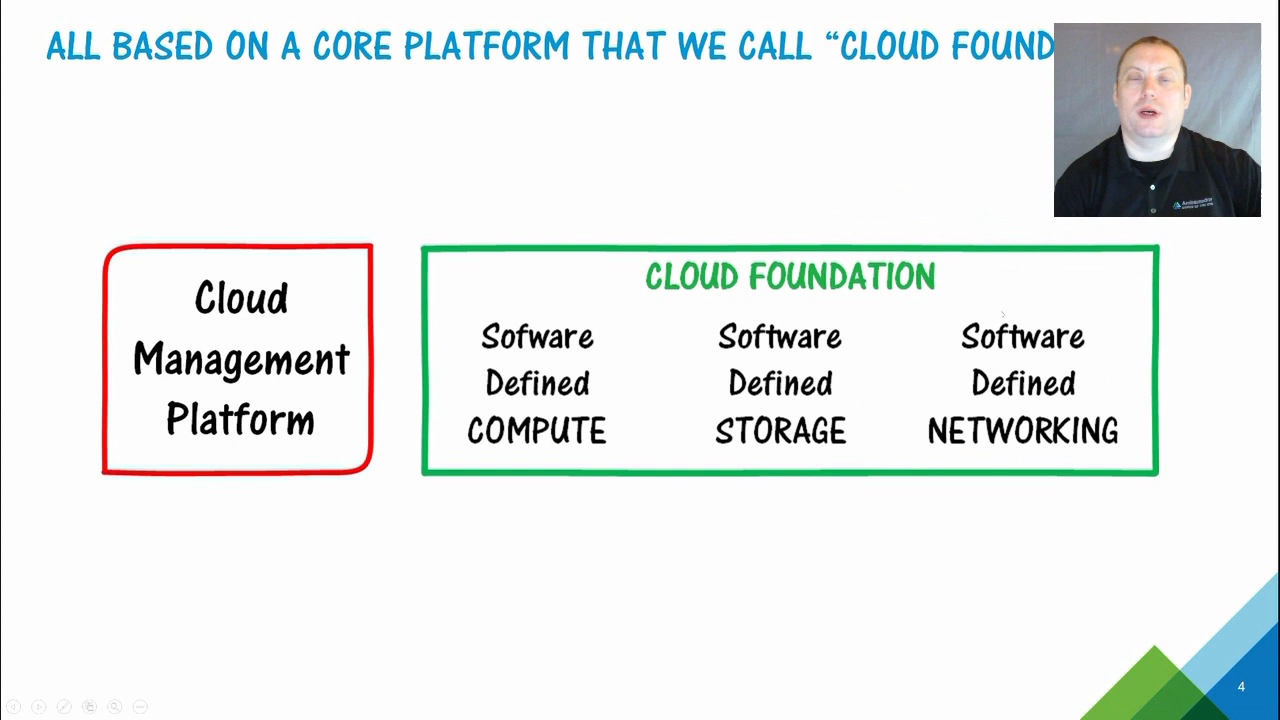 ALL BASED ON A CORE PLATFORM THAT WE CALL “CLOUD FOUND
Cloud
Management
Platform
CLOUD FOUNDATION
Sofware
Defined
COMPUTE
Software
Defined
STORAGE
Software
Defined
NETWORKING
4